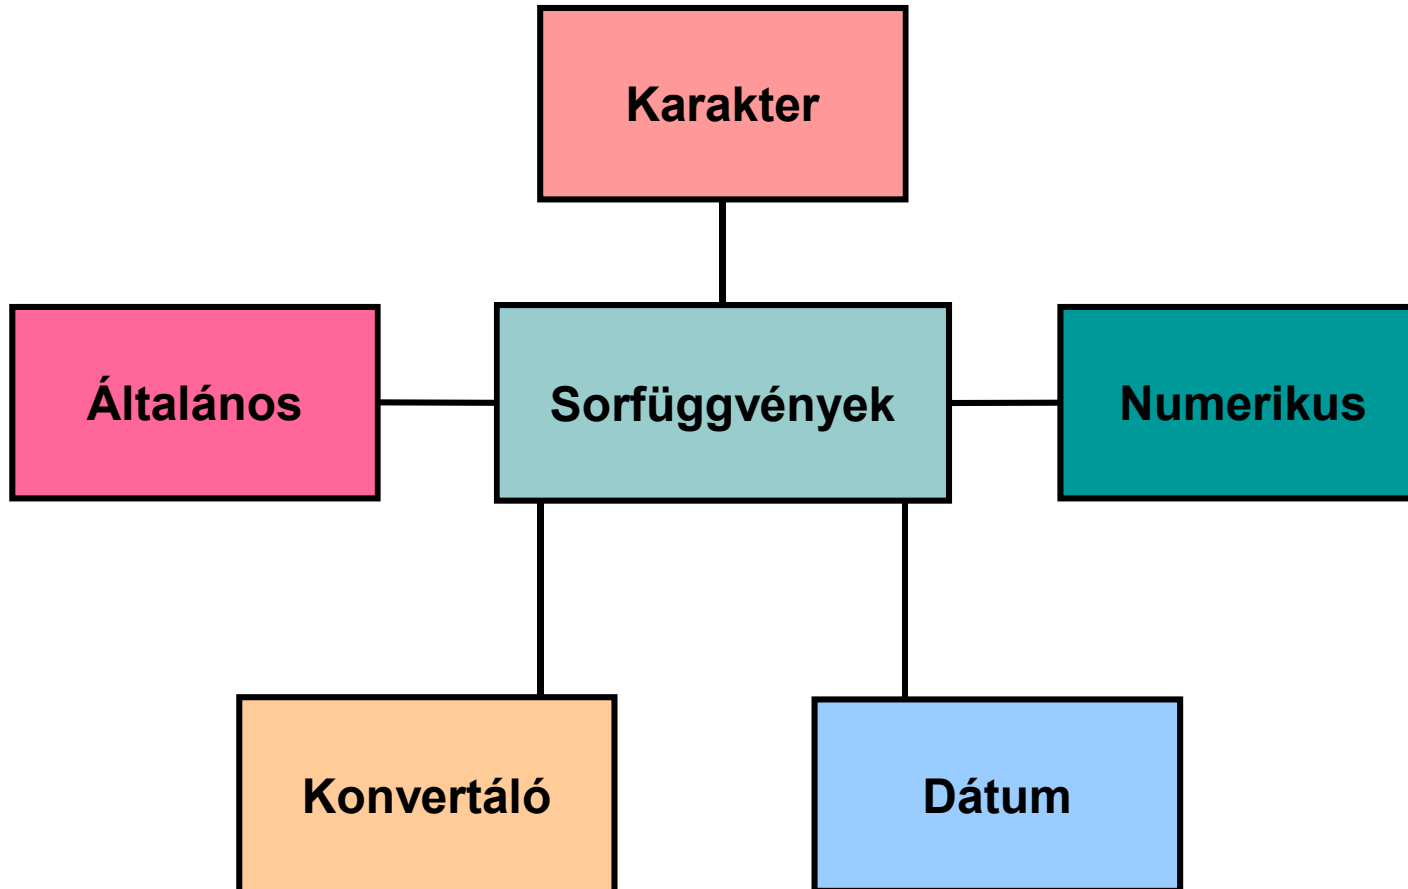 Karakter
Általános
Sorfüggvények
Numerikus
Konvertáló
Dátum